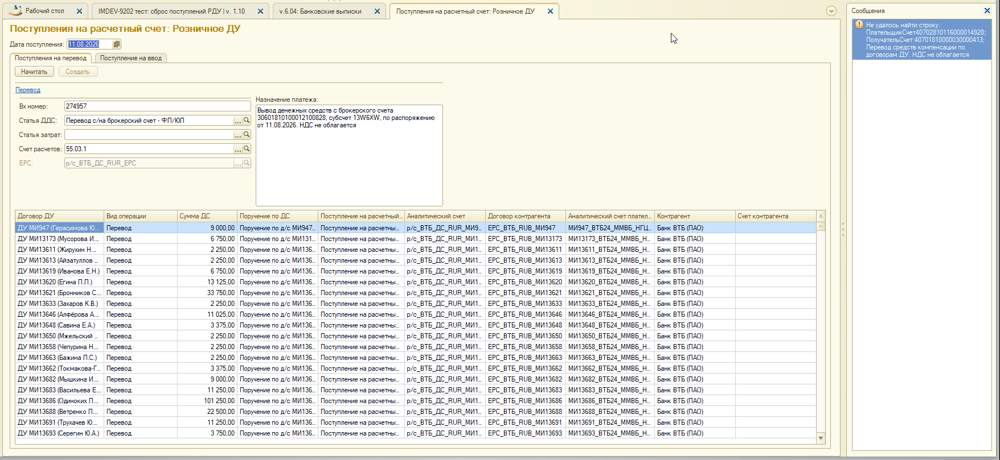 Рабочий стол
IMDEV-9202 тест: сброс поступлений РДУ | v. 1.10
v.6.04: Банковские выписки
Поступления на расчетный счет: Розничное ДУ
Поступления на расчетный счет: Розничное ДУ
Дата поступления: 11.08.2026
Поступления на перевод Поступление на ввод
Начитать Создать
Перевод
Вх номер: 274957
Статья ДДС: Перевод с/на брокерский счет - ФЛ/ЮЛ
Статья затрат:
Счет расчетов: 55.03.1
ЕРС: р/с_ВТБ_ДС_RUR_ЕРС
Назначение платежа:
Вывод денежных средств с брокерского счета
30601810100012100828, субсчет 13W6XW, по распоряжению
от 11.08.2026. НДС не облагается
Договор ДУ Вид операции Сумма ДС Поручение по ДС Поступление на расчетный... Аналитический счет Договор контрагента Аналитический счет плател... Контрагент Счет контрагента
ДУ МИ947 (Герасимова Ю.... Перевод 9 000,00 Поручение по д/с МИ947... Поступление на расчетны... р/с_ВТБ_ДС_RUR_МИ9... ЕРС_ВТБ_RUB_МИ947 МИ947_ВТБ24_ММВБ_НГЦ... Банк ВТБ (ПАО)
ДУ МИ13173 (Мусорова И.... Перевод 6 750,00 Поручение по д/с МИ131... Поступление на расчетны... р/с_ВТБ_ДС_RUR_МИ1... ЕРС_ВТБ_RUB_МИ13173 МИ13173_ВТБ24_ММВБ_Н... Банк ВТБ (ПАО)
ДУ МИ13611 (Жирухин Н.... Перевод 2 250,00 Поручение по д/с МИ136... Поступление на расчетны... р/с_ВТБ_ДС_RUR_МИ1... ЕРС_ВТБ_RUB_МИ13611 МИ13611_ВТБ24_ММВБ_Н... Банк ВТБ (ПАО)
ДУ МИ13613 (Айзатуллов ... Перевод 2 250,00 Поручение по д/с МИ136... Поступление на расчетны... р/с_ВТБ_ДС_RUR_МИ1... ЕРС_ВТБ_RUB_МИ13613 МИ13613_ВТБ24_ММВБ_Н... Банк ВТБ (ПАО)
ДУ МИ13619 (Иванова Е.Н.) Перевод 6 750,00 Поручение по д/с МИ136... Поступление на расчетны... р/с_ВТБ_ДС_RUR_МИ1... ЕРС_ВТБ_RUB_МИ13619 МИ13619_ВТБ24_ММВБ_Н... Банк ВТБ (ПАО)
ДУ МИ13620 (Егина Л.Л.) Перевод 13 125,00 Поручение по д/с МИ136... Поступление на расчетны... р/с_ВТБ_ДС_RUR_МИ1... ЕРС_ВТБ_RUB_МИ13620 МИ13620_ВТБ24_ММВБ_Н... Банк ВТБ (ПАО)
ДУ МИ13621 (Бронников С.... Перевод 33 750,00 Поручение по д/с МИ136... Поступление на расчетны... р/с_ВТБ_ДС_RUR_МИ1... ЕРС_ВТБ_RUB_МИ13621 МИ13621_ВТБ24_ММВБ_Н... Банк ВТБ (ПАО)
ДУ МИ13633 (Захаров К.В.) Перевод 2 250,00 Поручение по д/с МИ136... Поступление на расчетны... р/с_ВТБ_ДС_RUR_МИ1... ЕРС_ВТБ_RUB_МИ13633 МИ13633_ВТБ24_ММВБ_Н... Банк ВТБ (ПАО)
ДУ МИ13646 (Алфёрова А.... Перевод 11 025,00 Поручение по д/с МИ136... Поступление на расчетны... р/с_ВТБ_ДС_RUR_МИ1... ЕРС_ВТБ_RUB_МИ13646 МИ13646_ВТБ24_ММВБ_Н... Банк ВТБ (ПАО)
ДУ МИ13648 (Савина Е.А.) Перевод 3 375,00 Поручение по д/с МИ136... Поступление на расчетны... р/с_ВТБ_ДС_RUR_МИ1... ЕРС_ВТБ_RUB_МИ13648 МИ13648_ВТБ24_ММВБ_Н... Банк ВТБ (ПАО)
ДУ МИ13650 (Мжельский ... Перевод 2 250,00 Поручение по д/с МИ136... Поступление на расчетны... р/с_ВТБ_ДС_RUR_МИ1... ЕРС_ВТБ_RUB_МИ13650 МИ13650_ВТБ24_ММВБ_Н... Банк ВТБ (ПАО)
ДУ МИ13658 (Чепурина Н.... Перевод 2 250,00 Поручение по д/с МИ136... Поступление на расчетны... р/с_ВТБ_ДС_RUR_МИ1... ЕРС_ВТБ_RUB_МИ13658 МИ13658_ВТБ24_ММВБ_Н... Банк ВТБ (ПАО)
ДУ МИ13663 (Бажина Л.С.) Перевод 2 250,00 Поручение по д/с МИ136... Поступление на расчетны... р/с_ВТБ_ДС_RUR_МИ1... ЕРС_ВТБ_RUB_МИ13663 МИ13663_ВТБ24_ММВБ_Н... Банк ВТБ (ПАО)
ДУ МИ13662 (Токмакова-Г... Перевод 3 375,00 Поручение по д/с МИ136... Поступление на расчетны... р/с_ВТБ_ДС_RUR_МИ1... ЕРС_ВТБ_RUB_МИ13662 МИ13662_ВТБ24_ММВБ_Н... Банк ВТБ (ПАО)
ДУ МИ13682 (Мышкина И.... Перевод 9 000,00 Поручение по д/с МИ136... Поступление на расчетны... р/с_ВТБ_ДС_RUR_МИ1... ЕРС_ВТБ_RUB_МИ13682 МИ13682_ВТБ24_ММВБ_Н... Банк ВТБ (ПАО)
ДУ МИ13683 (Васильева Е.... Перевод 11 250,00 Поручение по д/с МИ136... Поступление на расчетны... р/с_ВТБ_ДС_RUR_МИ1... ЕРС_ВТБ_RUB_МИ13683 МИ13683_ВТБ24_ММВБ_Н... Банк ВТБ (ПАО)
ДУ МИ13686 (Одиноких Л.... Перевод 101 250,00 Поручение по д/с МИ136... Поступление на расчетны... р/с_ВТБ_ДС_RUR_МИ1... ЕРС_ВТБ_RUB_МИ13686 МИ13686_ВТБ24_ММВБ_Н... Банк ВТБ (ПАО)
ДУ МИ13688 (Ветренко Л.... Перевод 22 500,00 Поручение по д/с МИ136... Поступление на расчетны... р/с_ВТБ_ДС_RUR_МИ1... ЕРС_ВТБ_RUB_МИ13688 МИ13688_ВТБ24_ММВБ_Н... Банк ВТБ (ПАО)
ДУ МИ13691 (Трухачев Ю.... Перевод 11 250,00 Поручение по д/с МИ136... Поступление на расчетны... р/с_ВТБ_ДС_RUR_МИ1... ЕРС_ВТБ_RUB_МИ13691 МИ13691_ВТБ24_ММВБ_Н... Банк ВТБ (ПАО)
ДУ МИ13693 (Серегин Ю.А.) Перевод 3 750,00 Поручение по д/с МИ136... Поступление на расчетны... р/с_ВТБ_ДС_RUR_МИ1... ЕРС_ВТБ_RUB_МИ13693 МИ13693_ВТБ24_ММВБ_Н... Банк ВТБ (ПАО)
Сообщения
Не удалось найти строку:
ПлательщикСчет40702810116000014928;
ПолучательСчет:40701810000030000413;
Перевод средств компенсации по
договорам ДУ. НДС не облагается